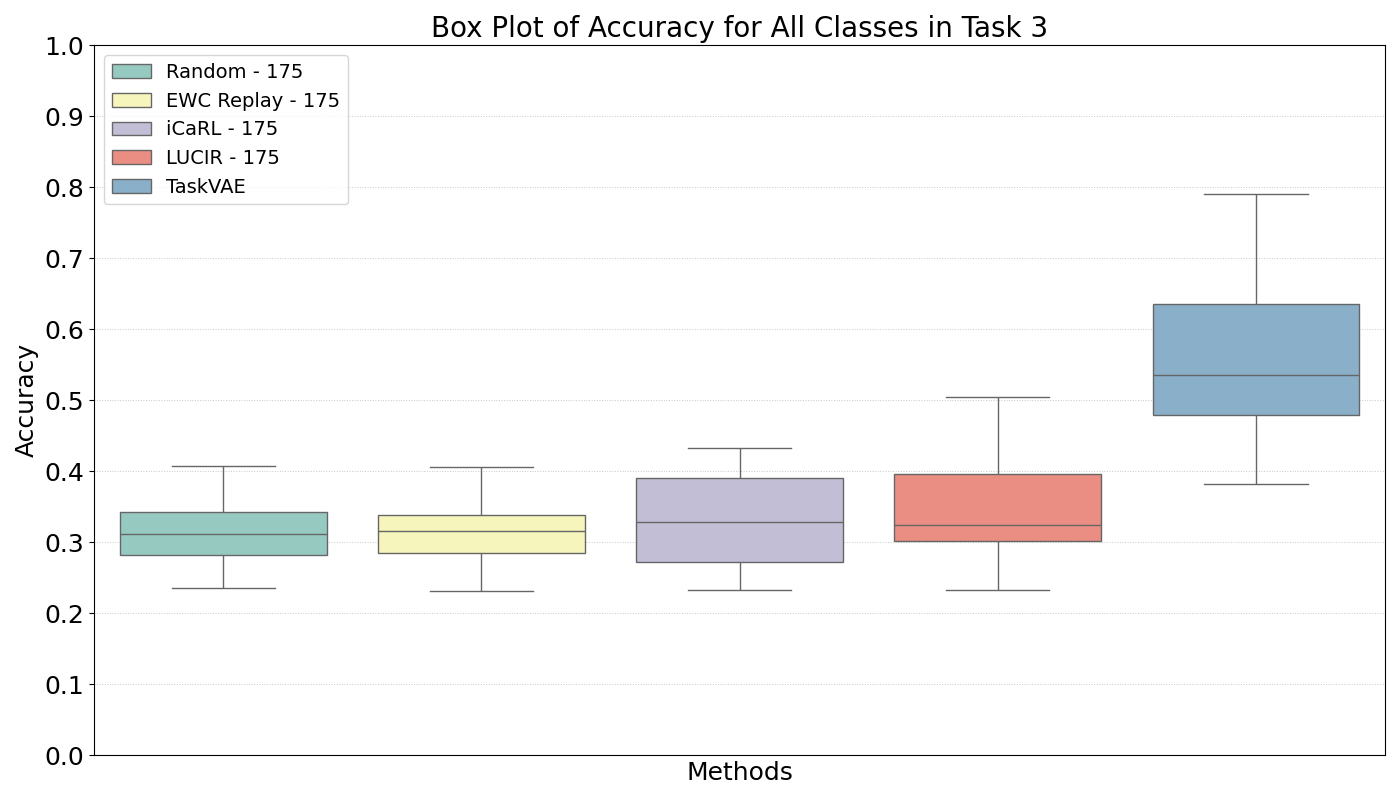 Box Plot of Accuracy for All Classes in Task 3
1.0
0.9
0.8
0.7
0.6
0.5
0.4
0.3
0.2
0.1
0.0
Accuracy
Random - 175
EWC Replay - 175
iCaRL - 175
LUCIR - 175
TaskVAE
Methods